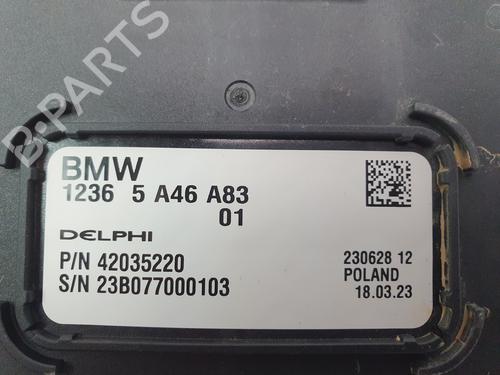 B-PARTS
BMW
1236 5 A46 A83
01
DELPHI
P/N 42035220
S/N 23B077000103
230628 12
POLAND
18.03.23